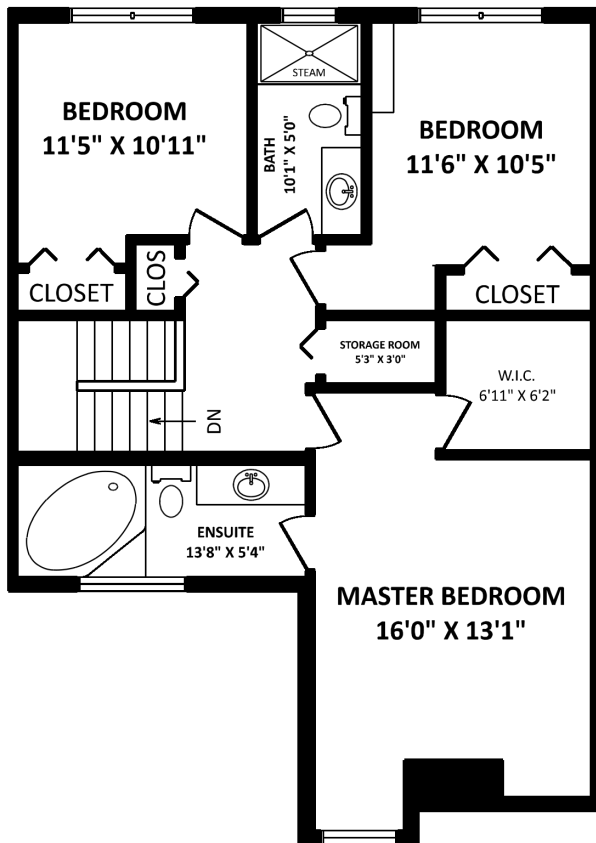 STEAM
BEDROOM
11'5" X 10'11"
BATH
10'1" X 5'0"
BEDROOM
11'6" X 10'5"
CLOSET
CLOS
CLOSET
STORAGE ROOM
5'3" X 3'0"
W.I.C.
6'11" X 6'2"
DN
ENSUITE
13'8" X 5'4"
MASTER BEDROOM
16'0" X 13'1"